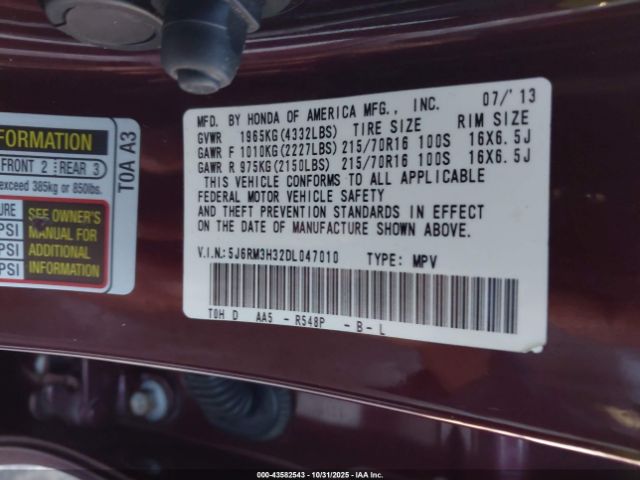 FORMATION
FRONT 2 REAR 3
exceed 385kg or 850lbs.
URE
PSI
PSI
PSI
SEE OWNER'S
MANUAL FOR
ADDITIONAL
INFORMATION
T0A A3
MFD. BY HONDA OF AMERICA MFG., INC. 07/'13
GVWR 1965KG(4332LBS) TIRE SIZE RIM SIZE
GAWR F 1010KG(2227LBS) 215/70R16 100S 16X6.5J
GAWR R 975KG(2150LBS) 215/70R16 100S 16X6.5J
THIS VEHICLE CONFORMS TO ALL APPLICABLE
FEDERAL MOTOR VEHICLE SAFETY
AND THEFT PREVENTION STANDARDS IN EFFECT
ON THE DATE OF MANUFACTURE SHOWN ABOVE.
V.I.N:5J6RM3H32DL047010 TYPE: MPV
T0H D AA5 - R548P - B - L
000-43582543 - 10/31/2025 - IAAI.com